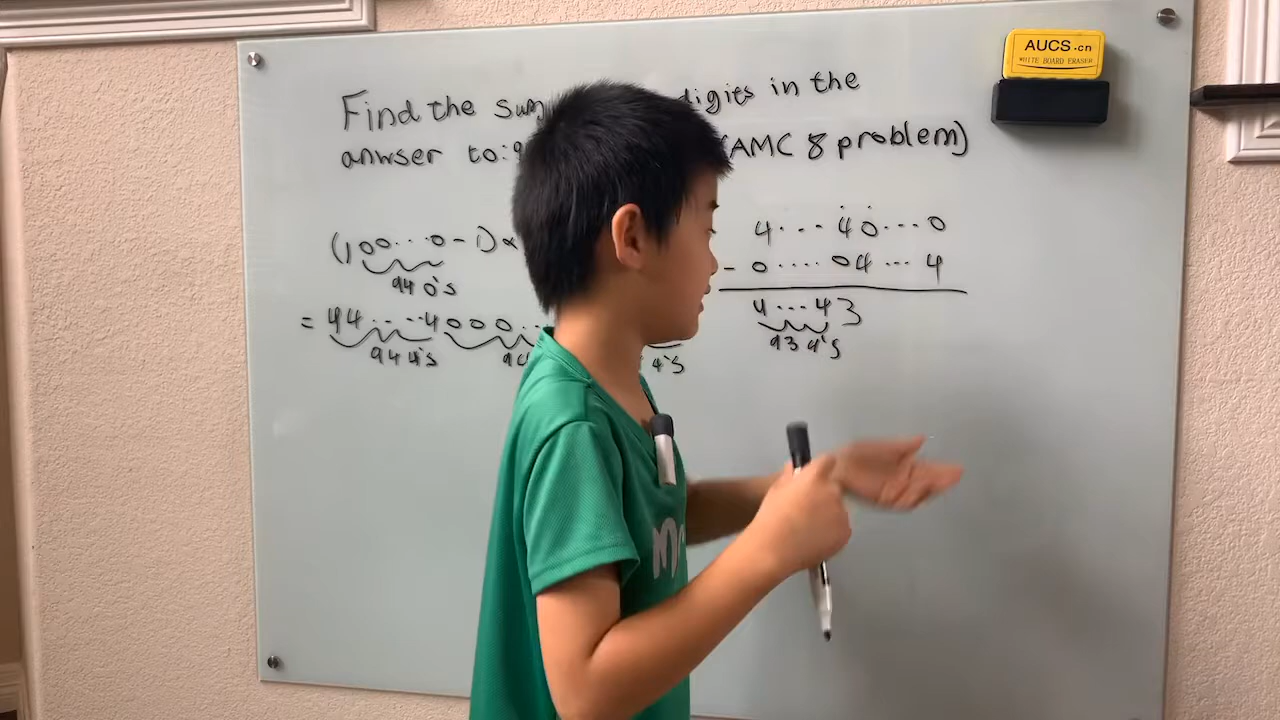 AUCS.cn
WHITE BOARD ERASER
Find the sum digits in the
anwser to: 9 (AMC 8 problem)
(100...0-1)×
94 0's
= 44....4000...
94 4's 4's
4...40...0
- 0....04...4
4...43
93 4's